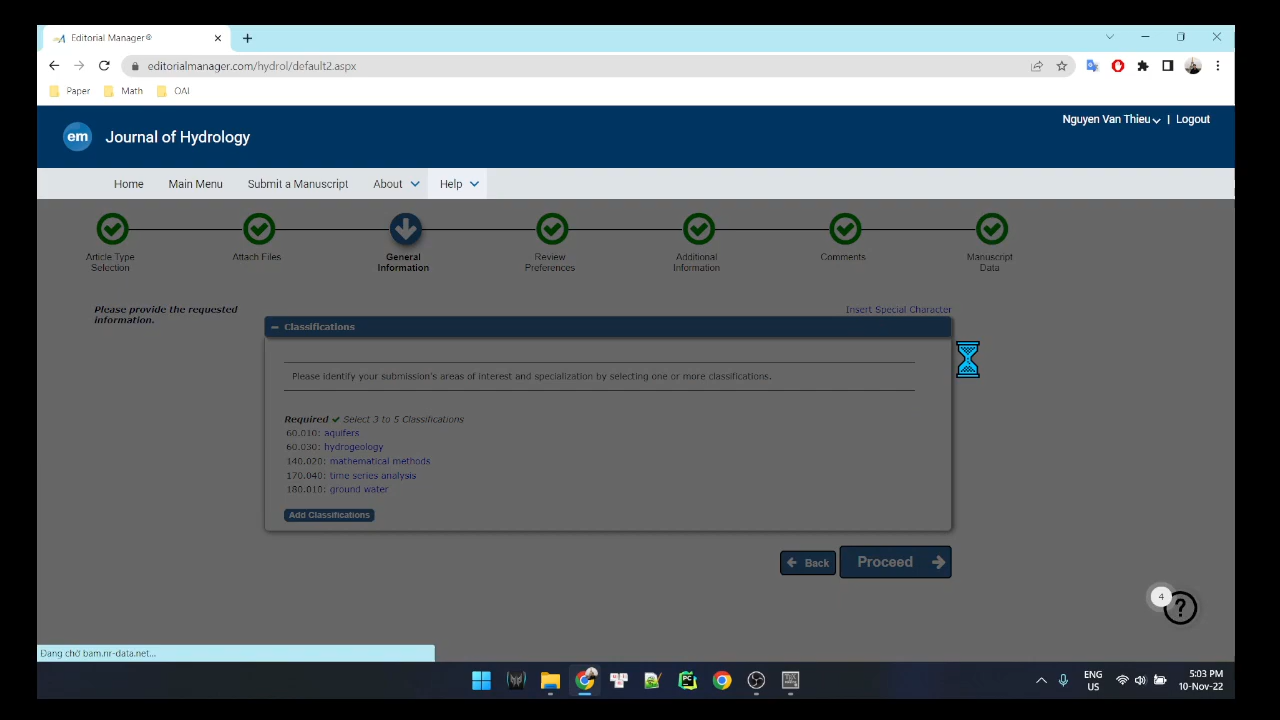 Editorial Manager®
editorialmanager.com/hydrol/default2.aspx
Paper
Math
OAI
Nguyen Van Thieu | Logout
em
Journal of Hydrology
Home
Main Menu
Submit a Manuscript
About
Help
Article Type
Selection
Attach Files
General
Information
Review
Preferences
Additional
Information
Comments
Manuscript
Data
Please provide the requested
information.
Insert Special Character
Classifications
Please identify your submission's areas of interest and specialization by selecting one or more classifications.
Required Select 3 to 5 Classifications
60.010: aquifers
60.030: hydrogeology
140.020: mathematical methods
170.040: time series analysis
180.010: ground water
Add Classifications
Back
Proceed
4
?
Đang chờ bam.nr-data.net...
PC
ENG
US
5:03 PM
10-Nov-22